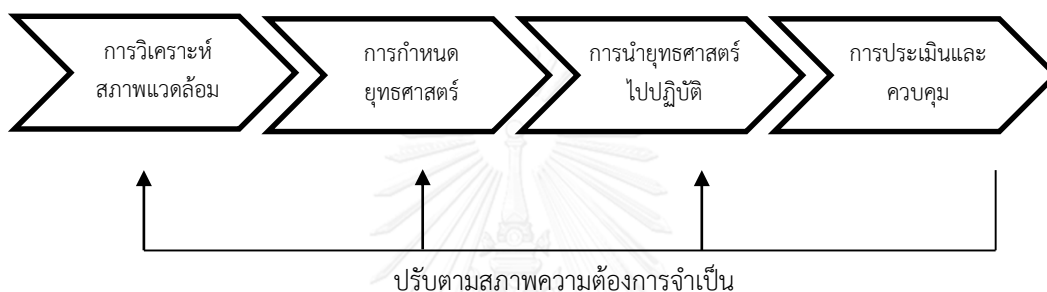 การวิเคราะห์
สภาพแวดล้อม
การกำหนด
ยุทธศาสตร์
การนำยุทธศาสตร์
ไปปฏิบัติ
การประเมินและ
ควบคุม
ปรับตามสภาพความต้องการจำเป็น